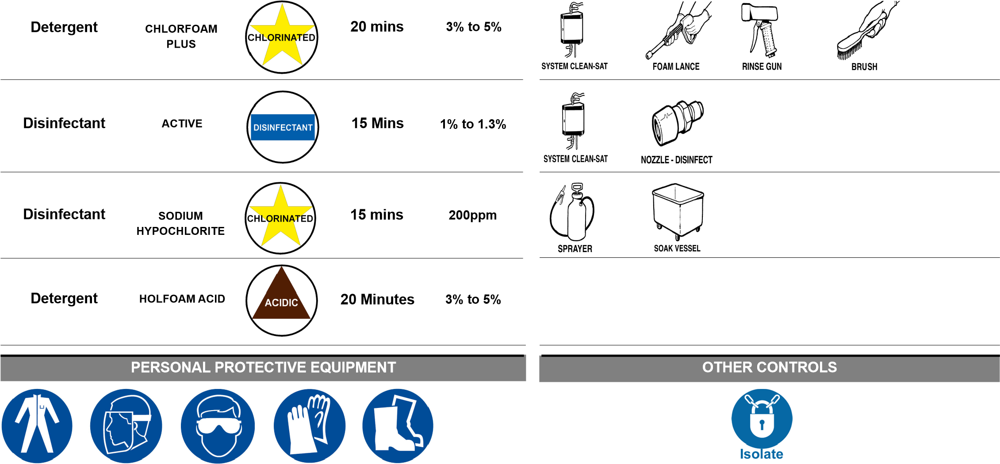 Detergent
CHLORFOAM
PLUS
CHLORINATED
20 mins
3% to 5%
SYSTEM CLEAN-SAT
FOAM LANCE
RINSE GUN
BRUSH
Disinfectant
ACTIVE
DISINFECTANT
15 Mins
1% to 1.3%
SYSTEM CLEAN-SAT
NOZZLE - DISINFECT
Disinfectant
SODIUM
HYPOCHLORITE
CHLORINATED
15 mins
200ppm
SPRAYER
SOAK VESSEL
Detergent
HOLFOAM ACID
ACIDIC
20 Minutes
3% to 5%
PERSONAL PROTECTIVE EQUIPMENT
OTHER CONTROLS
Isolate